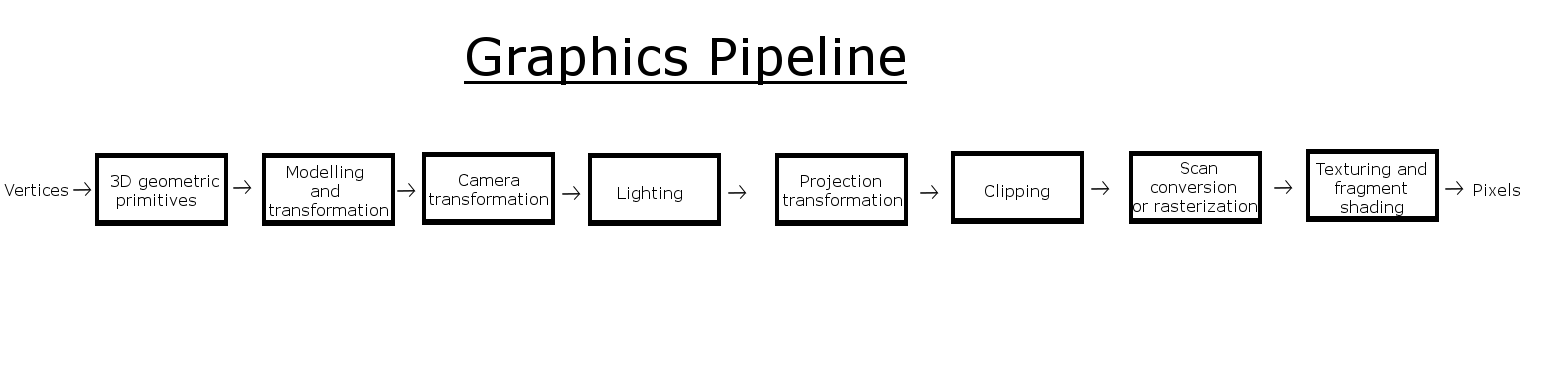 Graphics Pipeline
Vertices
3D geometric
primitives
Modelling
and
transformation
Camera
transformation
Lighting
Projection
transformation
Clipping
Scan
conversion
or rasterization
Texturing and
fragment
shading
Pixels